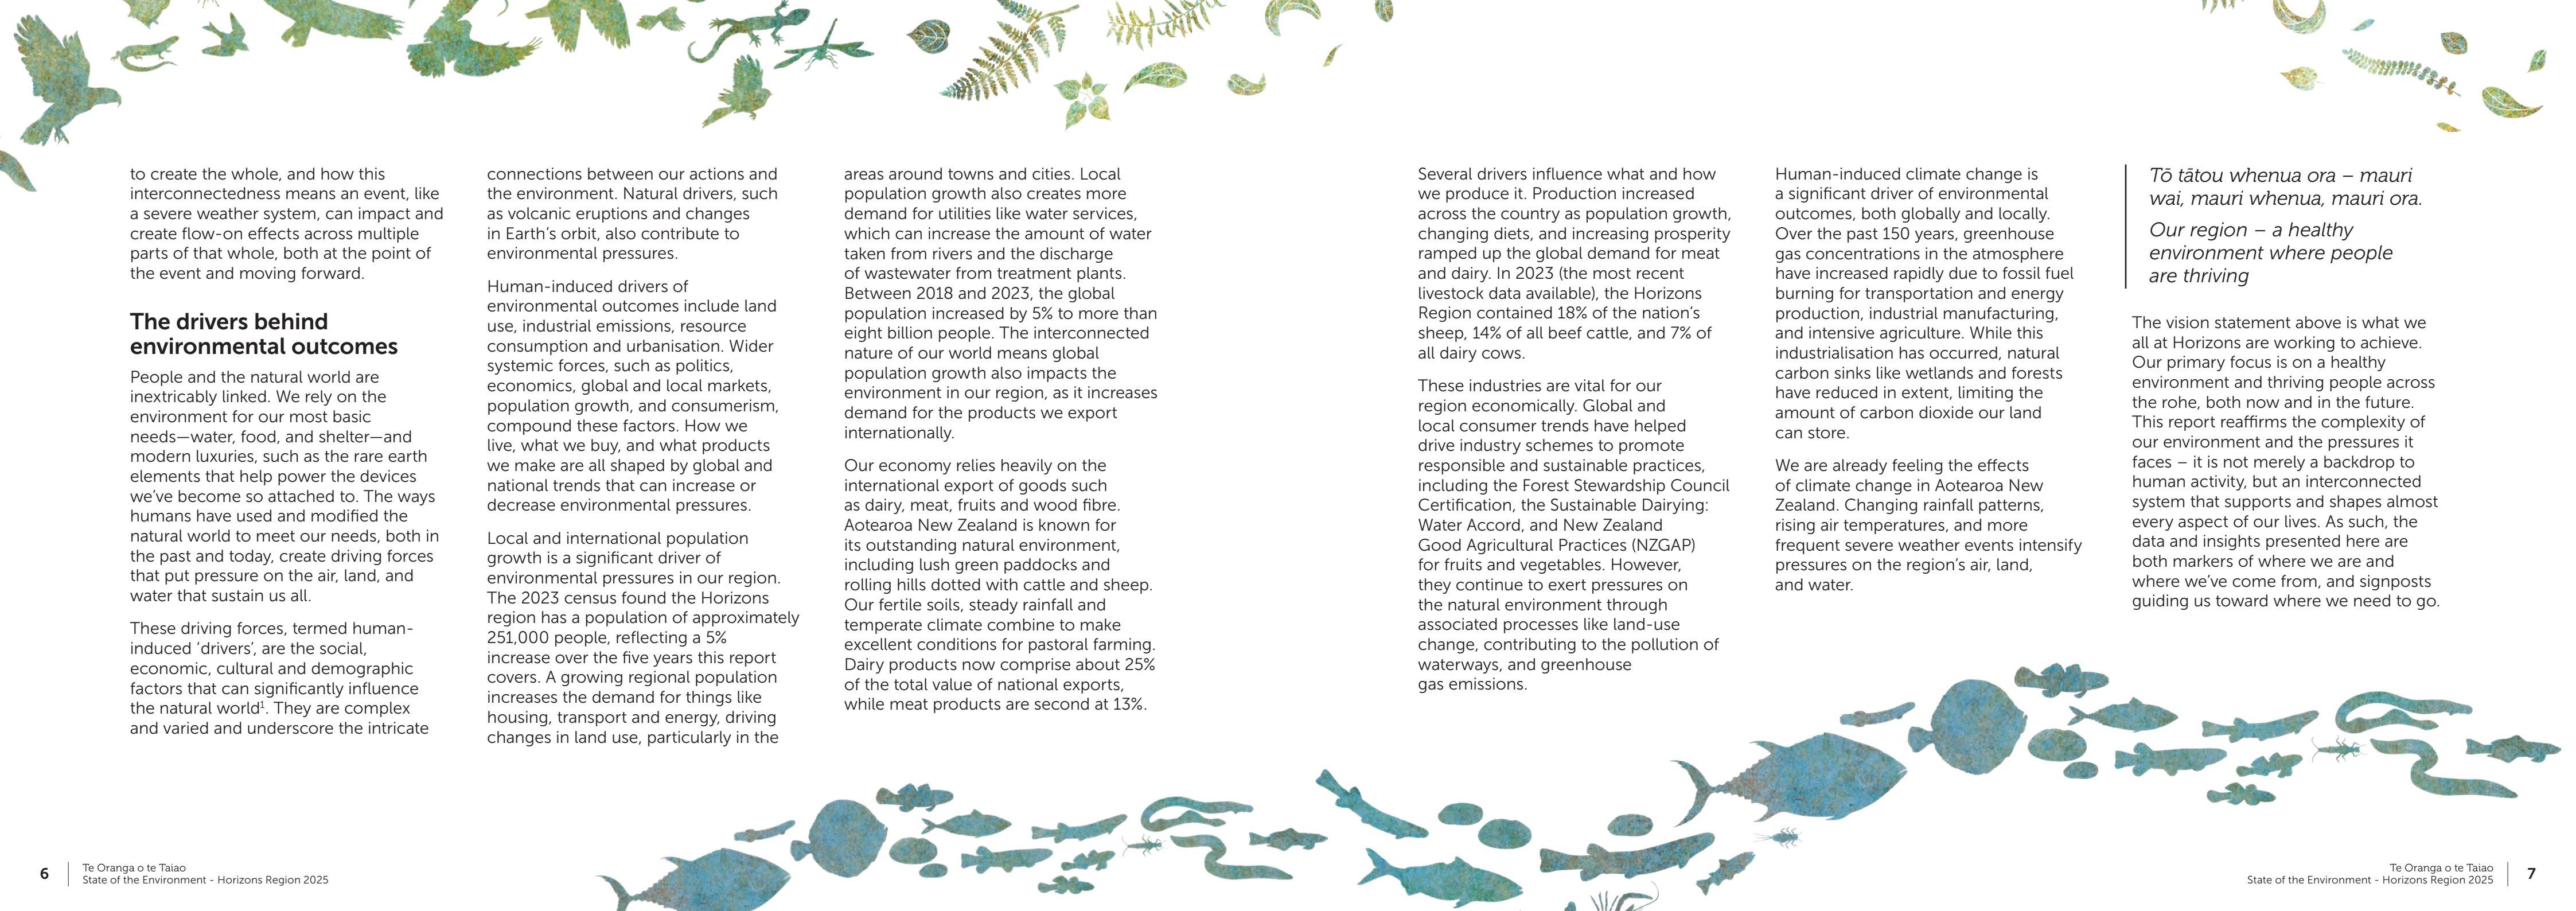 to create the whole, and how this
interconnectedness means an event, like
a severe weather system, can impact and
create flow-on effects across multiple
parts of that whole, both at the point of
the event and moving forward.
The drivers behind
environmental outcomes
People and the natural world are
inextricably linked. We rely on the
environment for our most basic
needs—water, food, and shelter—and
modern luxuries, such as the rare earth
elements that help power the devices
we've become so attached to. The ways
humans have used and modified the
natural world to meet our needs, both in
the past and today, create driving forces
that put pressure on the air, land, and
water that sustain us all.
These driving forces, termed human-
induced 'drivers', are the social,
economic, cultural and demographic
factors that can significantly influence
the natural world¹. They are complex
and varied and underscore the intricate
connections between our actions and
the environment. Natural drivers, such
as volcanic eruptions and changes
in Earth's orbit, also contribute to
environmental pressures.
Human-induced drivers of
environmental outcomes include land
use, industrial emissions, resource
consumption and urbanisation. Wider
systemic forces, such as politics,
economics, global and local markets,
population growth, and consumerism,
compound these factors. How we
live, what we buy, and what products
we make are all shaped by global and
national trends that can increase or
decrease environmental pressures.
Local and international population
growth is a significant driver of
environmental pressures in our region.
The 2023 census found the Horizons
region has a population of approximately
251,000 people, reflecting a 5%
increase over the five years this report
covers. A growing regional population
increases the demand for things like
housing, transport and energy, driving
changes in land use, particularly in the
areas around towns and cities. Local
population growth also creates more
demand for utilities like water services,
which can increase the amount of water
taken from rivers and the discharge
of wastewater from treatment plants.
Between 2018 and 2023, the global
population increased by 5% to more than
eight billion people. The interconnected
nature of our world means global
population growth also impacts the
environment in our region, as it increases
demand for the products we export
internationally.
Our economy relies heavily on the
international export of goods such
as dairy, meat, fruits and wood fibre.
Aotearoa New Zealand is known for
its outstanding natural environment,
including lush green paddocks and
rolling hills dotted with cattle and sheep.
Our fertile soils, steady rainfall and
temperate climate combine to make
excellent conditions for pastoral farming.
Dairy products now comprise about 25%
of the total value of national exports,
while meat products are second at 13%.
6
Te Oranga o te Taiao
State of the Environment - Horizons Region 2025
Several drivers influence what and how
we produce it. Production increased
across the country as population growth,
changing diets, and increasing prosperity
ramped up the global demand for meat
and dairy. In 2023 (the most recent
livestock data available), the Horizons
Region contained 18% of the nation's
sheep, 14% of all beef cattle, and 7% of
all dairy cows.
These industries are vital for our
region economically. Global and
local consumer trends have helped
drive industry schemes to promote
responsible and sustainable practices,
including the Forest Stewardship Council
Certification, the Sustainable Dairying:
Water Accord, and New Zealand
Good Agricultural Practices (NZGAP)
for fruits and vegetables. However,
they continue to exert pressures on
the natural environment through
associated processes like land-use
change, contributing to the pollution of
waterways, and greenhouse
gas emissions.
Human-induced climate change is
a significant driver of environmental
outcomes, both globally and locally.
Over the past 150 years, greenhouse
gas concentrations in the atmosphere
have increased rapidly due to fossil fuel
burning for transportation and energy
production, industrial manufacturing,
and intensive agriculture. While this
industrialisation has occurred, natural
carbon sinks like wetlands and forests
have reduced in extent, limiting the
amount of carbon dioxide our land
can store.
We are already feeling the effects
of climate change in Aotearoa New
Zealand. Changing rainfall patterns,
rising air temperatures, and more
frequent severe weather events intensify
pressures on the region's air, land,
and water.
Tō tātou whenua ora – mauri
wai, mauri whenua, mauri ora.
Our region – a healthy
environment where people
are thriving
The vision statement above is what we
all at Horizons are working to achieve.
Our primary focus is on a healthy
environment and thriving people across
the rohe, both now and in the future.
This report reaffirms the complexity of
our environment and the pressures it
faces – it is not merely a backdrop to
human activity, but an interconnected
system that supports and shapes almost
every aspect of our lives. As such, the
data and insights presented here are
both markers of where we are and
where we've come from, and signposts
guiding us toward where we need to go.
Te Oranga o te Taiao
State of the Environment - Horizons Region 2025
7